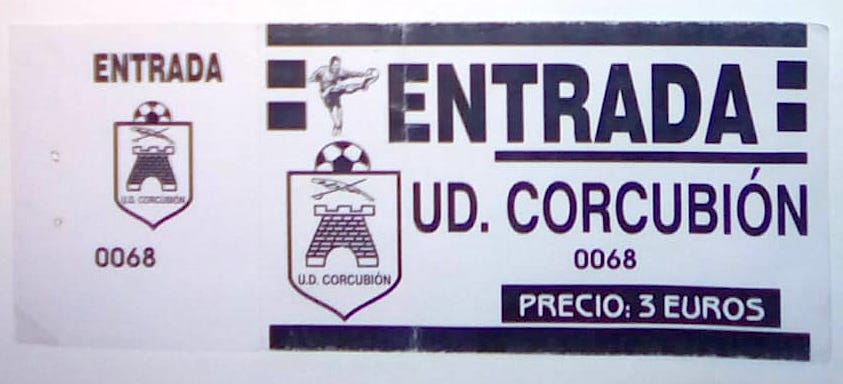 ENTRADA
U.D. CORCUBIÓN
0068
ENTRADA
UD. CORCUBIÓN
U.D. CORCUBIÓN
0068
PRECIO: 3 EUROS